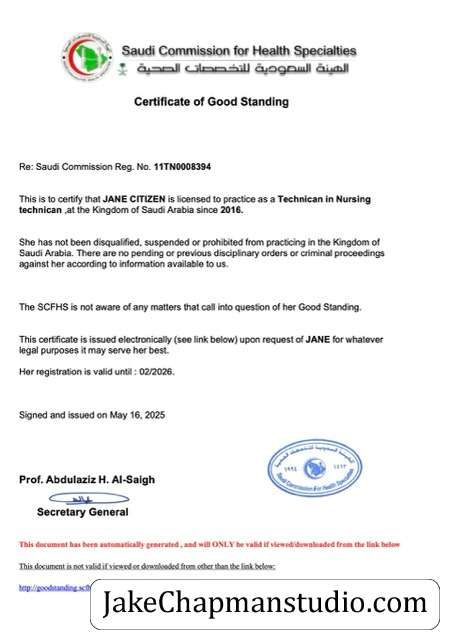 Saudi Commission for Health Specialties
الهيئة السعودية للتخصصات الصحية
Certificate of Good Standing
Re: Saudi Commission Reg. No. 11TN0008394
This is to certify that JANE CITIZEN is licensed to practice as a Technican in Nursing
technican ,at the Kingdom of Saudi Arabia since 2016.
She has not been disqualified, suspended or prohibited from practicing in the Kingdom of
Saudi Arabia. There are no pending or previous disciplinary orders or criminal proceedings
against her according to information available to us.
The SCFHS is not aware of any matters that call into question of her Good Standing.
This certificate is issued electronically (see link below) upon request of JANE for whatever
legal purposes it may serve her best.
Her registration is valid until : 02/2026.
Signed and issued on May 16, 2025
Prof. Abdulaziz H. Al-Saigh
Secretary General
الهيئة السعودية للتخصصات الصحية
١٩٩٢ ١٤١٣
Saudi Commission For Health Specialties
This document has been automatically generated , and will ONLY be valid if viewed/downloaded from the link below
This document is not valid if viewed or downloaded from other than the link below:
http://goodstanding.scfh
JakeChapmanstudio.com